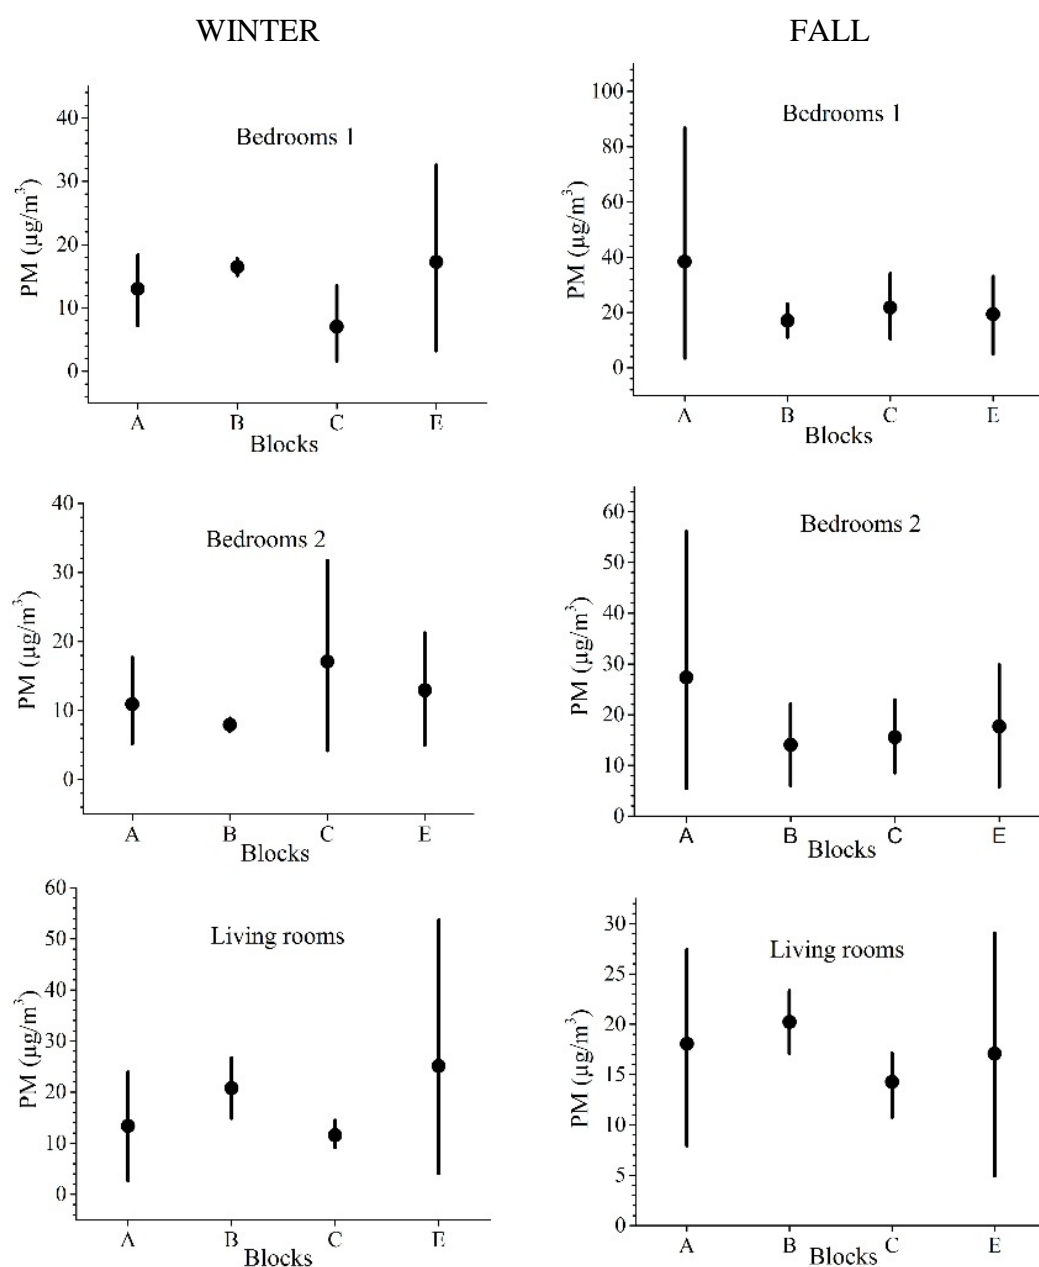 WINTER
FALL
40
30
20
10
0
PM (µg/m³)
Bedrooms 1
A B C E
Blocks
100
80
60
40
20
0
PM (µg/m³)
Bedrooms 1
A B C E
Blocks
40
30
20
10
0
PM (µg/m³)
Bedrooms 2
A B C E
Blocks
60
50
40
30
20
10
0
PM (µg/m³)
Bedrooms 2
A B C E
Blocks
60
50
40
30
20
10
0
PM (µg/m³)
Living rooms
A B C E
Blocks
30
25
20
15
10
5
0
PM (µg/m³)
Living rooms
A B C E
Blocks